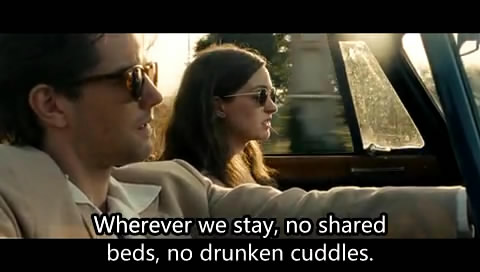 Wherever we stay, no shared
beds, no drunken cuddles.